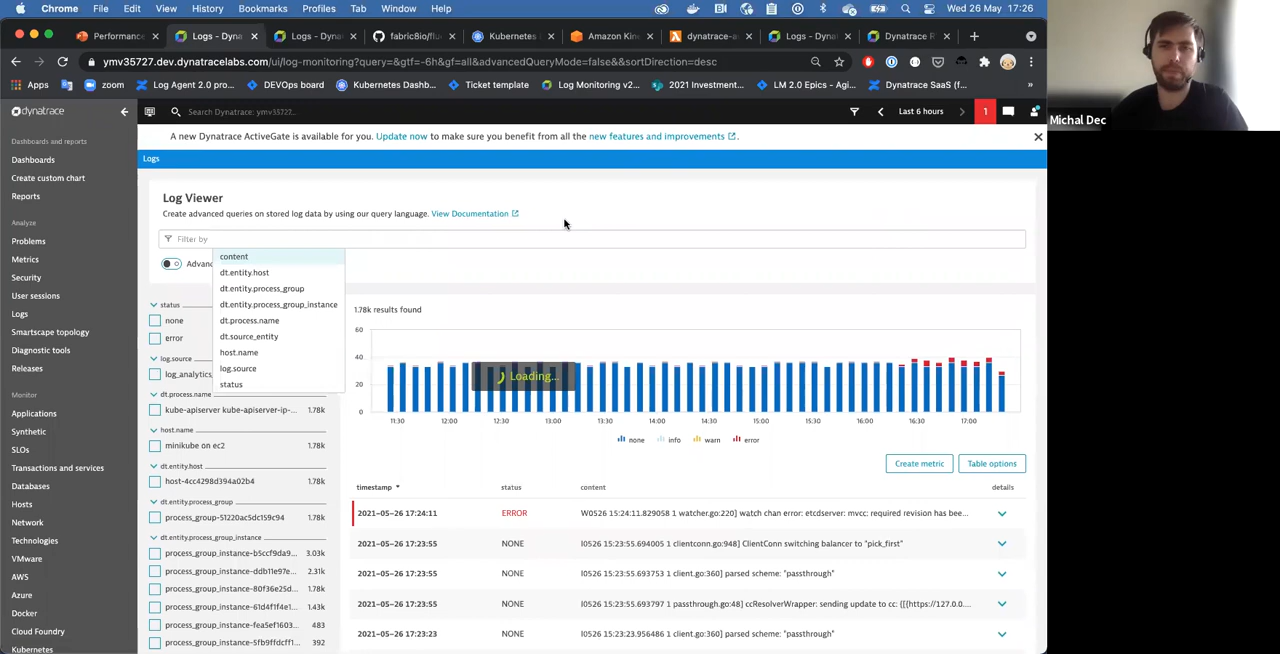 Chrome File Edit View History Bookmarks Profiles Tab Window Help Wed 26 May 17:26
Performance Logs - Dyna Logs - Dyna fabric8io/flu Kubernetes Amazon Kin dynatrace-a Logs - Dyna Dynatrace R
ymv35727.dev.dynatracelabs.com/ui/log-monitoring?query=&gtf=-6h&gf=all&advancedQueryMode=false&&sortDirection=desc
Apps zoom Log Agent 2.0 pro... DEVOps board Kubernetes Dashb... Ticket template Log Monitoring v2... 2021 Investment... LM 2.0 Epics - Agi... Dynatrace SaaS (f... »
dynatrace
Search Dynatrace: ymv35727...
Last 6 hours
1
A new Dynatrace ActiveGate is available for you. Update now to make sure you benefit from all the new features and improvements .
Logs
Dashboards and reports
Dashboards
Create custom chart
Reports
Analyze
Problems
Metrics
Security
User sessions
Logs
Smartscape topology
Diagnostic tools
Releases
Monitor
Applications
Synthetic
SLOs
Transactions and services
Databases
Hosts
Network
Technologies
VMware
AWS
Azure
Docker
Cloud Foundry
Kubernetes
Log Viewer
Create advanced queries on stored log data by using our query language. View Documentation
Filter by
Advanc
content
dt.entity.host
dt.entity.process_group
dt.entity.process_group_instance
dt.process.name
dt.source_entity
host.name
log.source
status
status
none
error
log.source
log_analytics_
dt.process.name
kube-apiserver kube-apiserver-ip-... 1.78k
host.name
minikube on ec2 1.78k
dt.entity.host
host-4cc4298d394a02b4 1.78k
dt.entity.process_group
process_group-51220ac5dc159c94 1.78k
dt.entity.process_group_instance
process_group_instance-b5ccf9da9... 3.03k
process_group_instance-ddb11e97e... 2.31k
process_group_instance-80f36e25d... 1.78k
process_group_instance-61d4f1f4e1... 1.43k
process_group_instance-fea5ef1603... 483
process_group_instance-5fb9ffdcff1... 392
1.78k results found
60
40
20
0
11:30 12:00 12:30 13:00 13:30 14:00 14:30 15:00 15:30 16:00 16:30 17:00
Loading...
none info warn error
Create metric Table options
timestamp status content details
2021-05-26 17:24:11 ERROR W0526 15:24:11.829058 1 watcher.go:220] watch chan error: etcdserver: mvcc: required revision has bee...
2021-05-26 17:23:55 NONE I0526 15:23:55.694005 1 clientconn.go:948] ClientConn switching balancer to "pick_first"
2021-05-26 17:23:55 NONE I0526 15:23:55.693753 1 client.go:360] parsed scheme: "passthrough"
2021-05-26 17:23:55 NONE I0526 15:23:55.693797 1 passthrough.go:48] ccResolverWrapper: sending update to cc: {[{https://127.0.0....
2021-05-26 17:23:23 NONE I0526 15:23:23.956486 1 client.go:360] parsed scheme: "passthrough"
Michal Dec